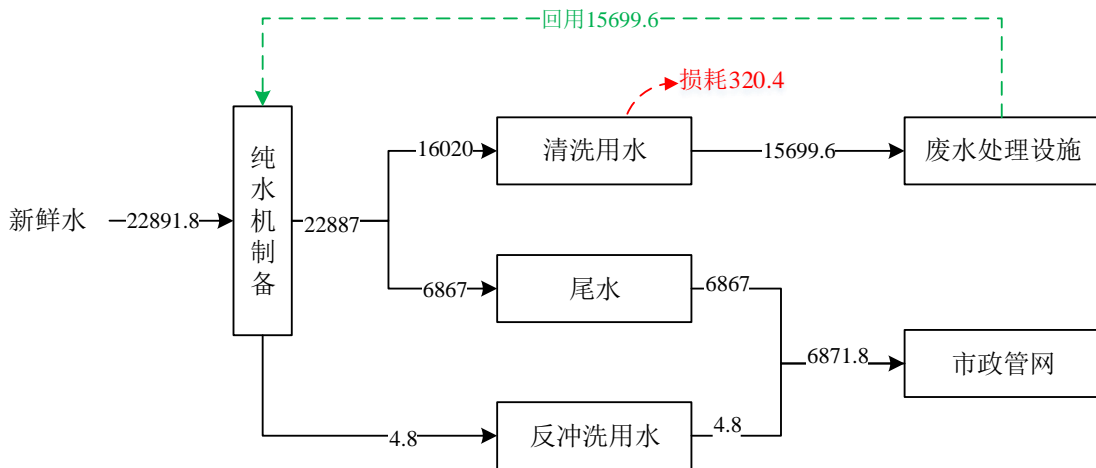 回用15699.6
损耗320.4
纯水机制备
16020
清洗用水
15699.6
废水处理设施
新鲜水
22891.8
22887
6867
尾水
6867
6871.8
市政管网
4.8
反冲洗用水
4.8